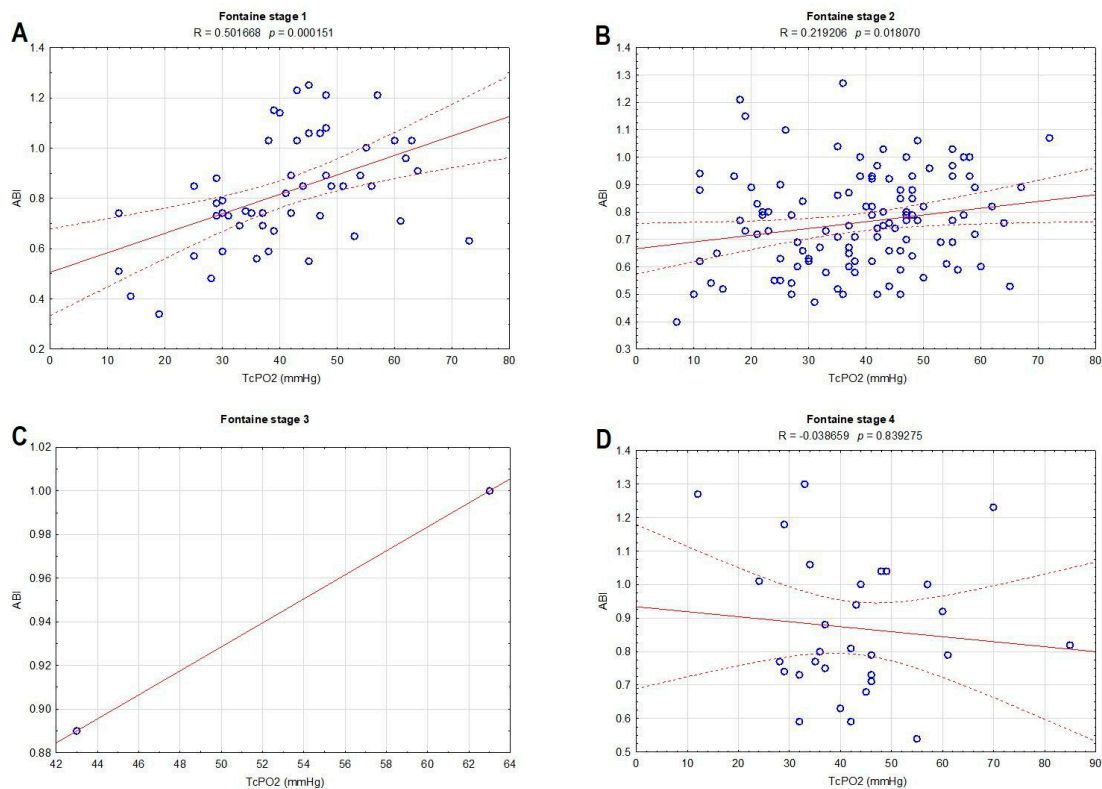 A
Fontaine stage 1
R = 0.501668 p = 0.000151
1.4
1.2
1.0
0.8
0.6
0.4
0.2
ABI
0 10 20 30 40 50 60 70 80
TcPO2 (mmHg)
B
Fontaine stage 2
R = 0.219206 p = 0.018070
1.4
1.3
1.2
1.1
1.0
0.9
0.8
0.7
0.6
0.5
0.4
0.3
ABI
0 10 20 30 40 50 60 70 80
TcPO2 (mmHg)
C
Fontaine stage 3
1.02
1.00
0.98
0.96
0.94
0.92
0.90
0.88
ABI
42 44 46 48 50 52 54 56 58 60 62 64
TcPO2 (mmHg)
D
Fontaine stage 4
R = -0.038659 p = 0.839275
1.4
1.3
1.2
1.1
1.0
0.9
0.8
0.7
0.6
0.5
ABI
0 10 20 30 40 50 60 70 80 90
TcPO2 (mmHg)